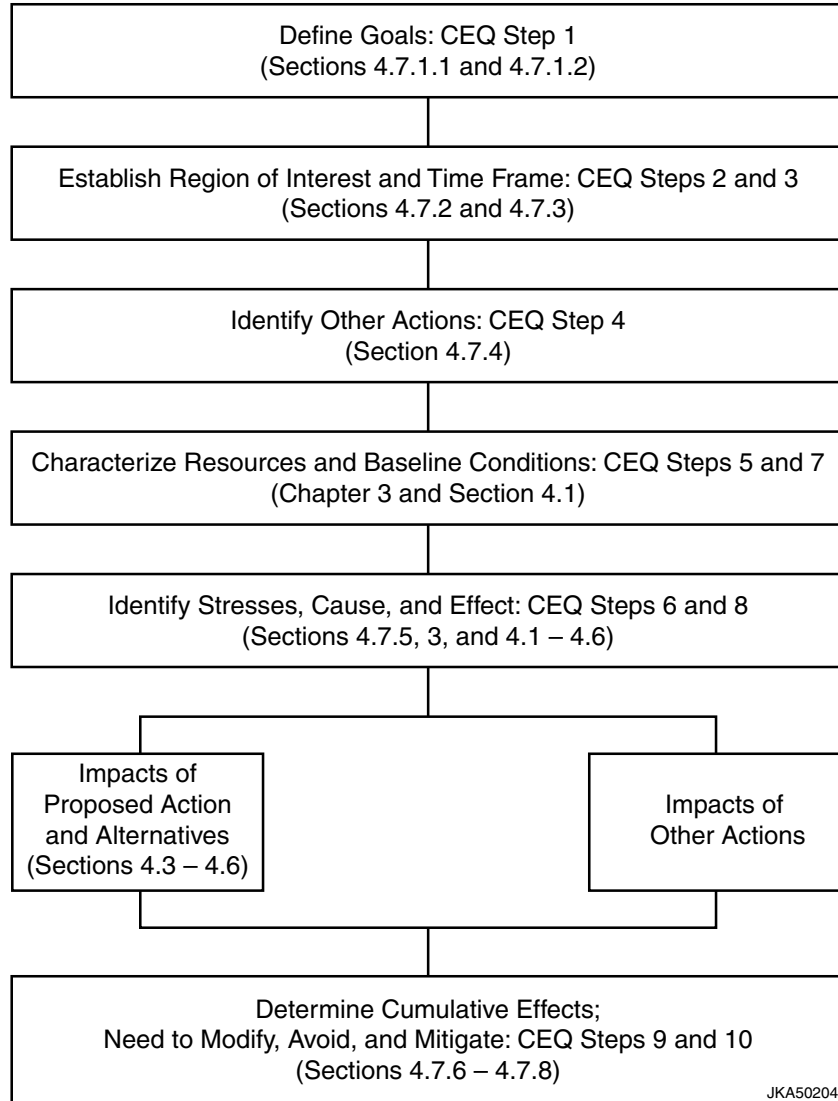 Define Goals: CEQ Step 1
(Sections 4.7.1.1 and 4.7.1.2)
Establish Region of Interest and Time Frame: CEQ Steps 2 and 3
(Sections 4.7.2 and 4.7.3)
Identify Other Actions: CEQ Step 4
(Section 4.7.4)
Characterize Resources and Baseline Conditions: CEQ Steps 5 and 7
(Chapter 3 and Section 4.1)
Identify Stresses, Cause, and Effect: CEQ Steps 6 and 8
(Sections 4.7.5, 3, and 4.1 – 4.6)
Impacts of
Proposed Action
and Alternatives
(Sections 4.3 – 4.6)
Impacts of
Other Actions
Determine Cumulative Effects;
Need to Modify, Avoid, and Mitigate: CEQ Steps 9 and 10
(Sections 4.7.6 – 4.7.8)
JKA50204